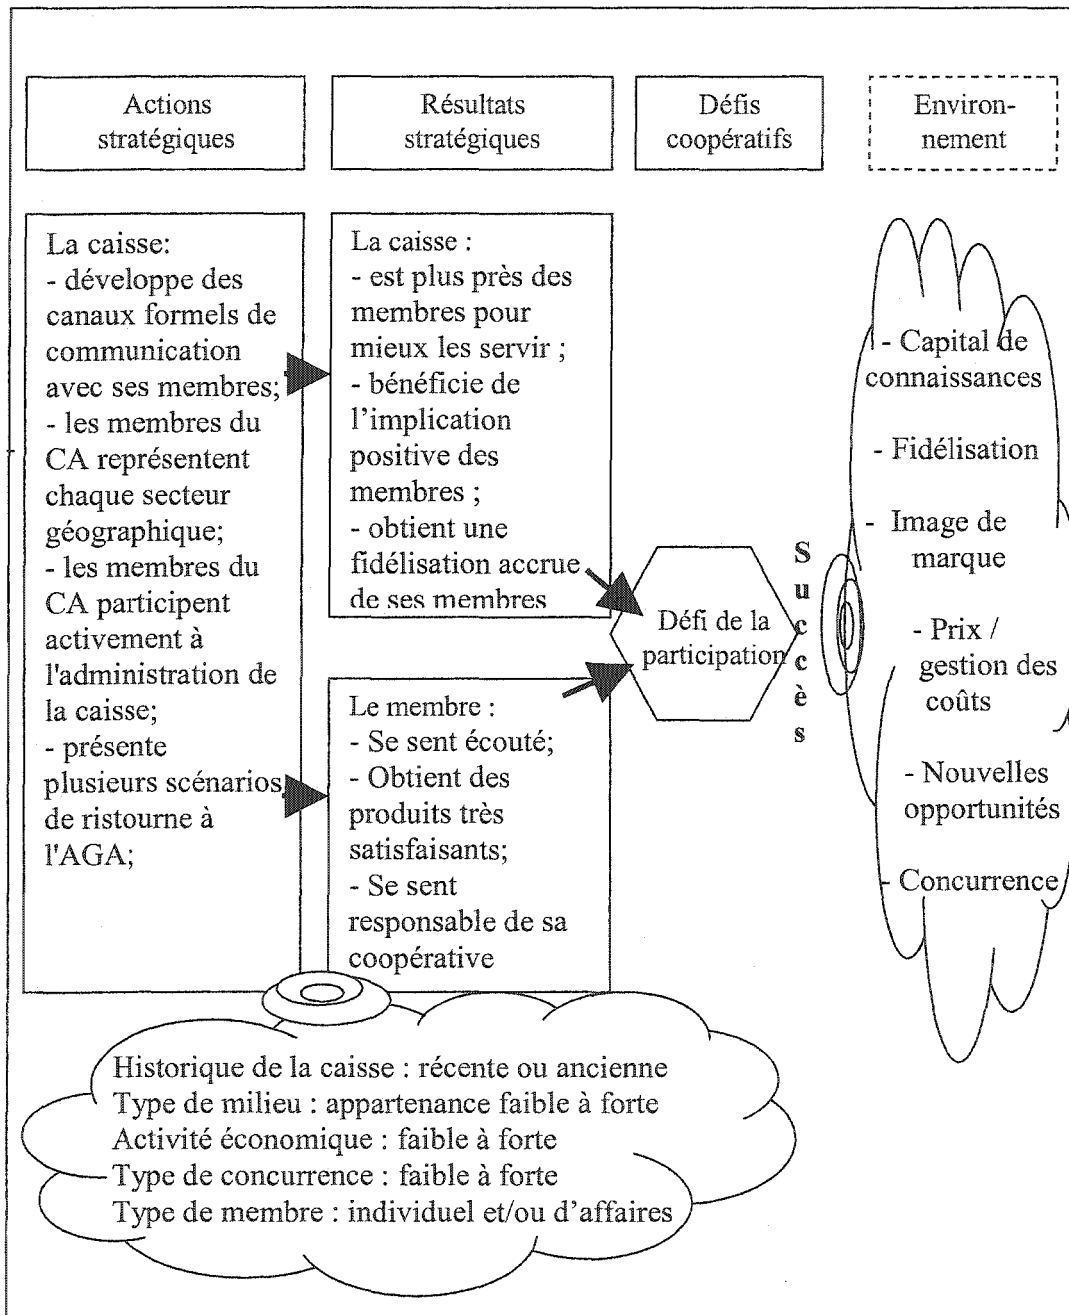 Actions
stratégiques
Résultats
stratégiques
Défis
coopératifs
Environ-
nement
La caisse:
- développe des
canaux formels de
communication
avec ses membres;
- les membres du
CA représentent
chaque secteur
géographique;
- les membres du
CA participent
activement à
l'administration de
la caisse;
- présente
plusieurs scénarios
de ristourne à
l'AGA;
La caisse :
- est plus près des
membres pour
mieux les servir ;
- bénéficie de
l'implication
positive des
membres ;
- obtient une
fidélisation accrue
de ses membres
Le membre :
- Se sent écouté;
- Obtient des
produits très
satisfaisants;
- Se sent
responsable de sa
coopérative
Défi de la
participation
Succès
- Capital de
connaissances
- Fidélisation
- Image de
marque
- Prix /
gestion des
coûts
- Nouvelles
opportunités
- Concurrence
Historique de la caisse : récente ou ancienne
Type de milieu : appartenance faible à forte
Activité économique : faible à forte
Type de concurrence : faible à forte
Type de membre : individuel et/ou d'affaires